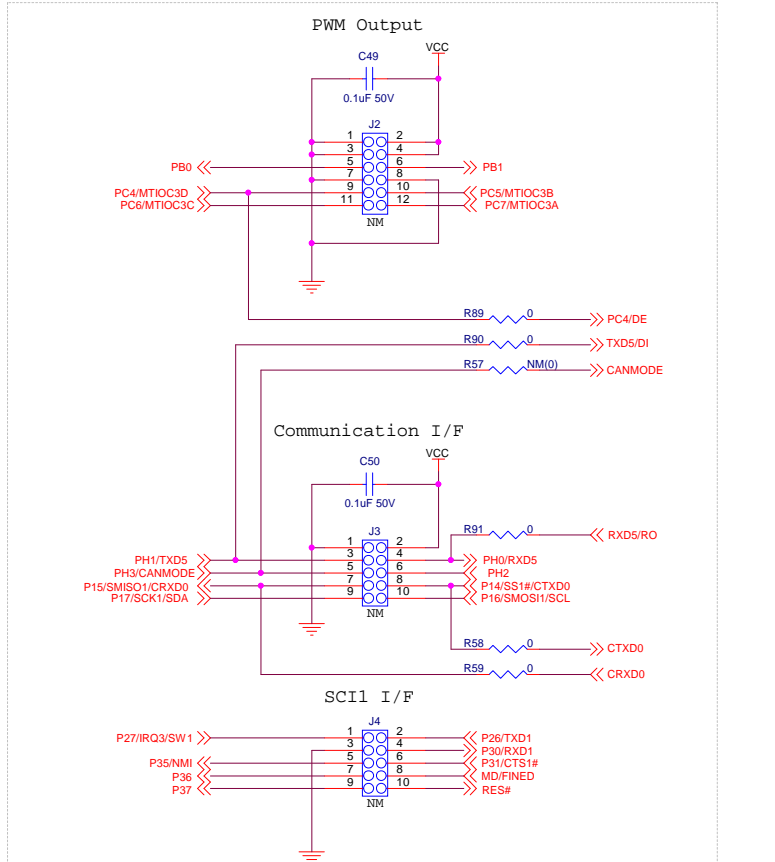 PWM Output
VCC
C49
0.1uF 50V
J2
1 2
3 4
PB0 5 6 PB1
7 8
PC4/MTIOC3D 9 10 PC5/MTIOC3B
PC6/MTIOC3C 11 12 PC7/MTIOC3A
NM
R89 0 PC4/DE
R90 0 TXD5/DI
R57 NM(0) CANMODE
Communication I/F
VCC
C50
0.1uF 50V
R91 0 RXD5/RO
J3
1 2
PH1/TXD5 3 4 PH0/RXD5
PH3/CANMODE 5 6 PH2
P15/SMISO1/CRXD0 7 8 P14/SS1#/CTXD0
P17/SCK1/SDA 9 10 P16/SMOSI1/SCL
NM
R58 0 CTXD0
R59 0 CRXD0
SCI1 I/F
J4
P27/IRQ3/SW1 1 2 P26/TXD1
3 4 P30/RXD1
P35/NMI 5 6 P31/CTS1#
P36 7 8 MD/FINED
P37 9 10 RES#
NM